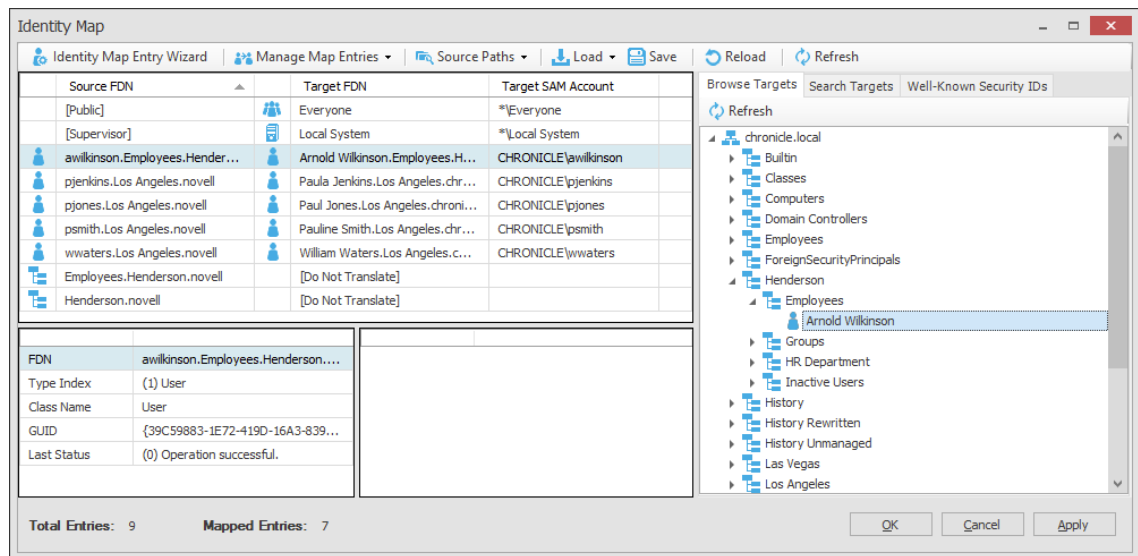 Identity Map
Identity Map Entry Wizard Manage Map Entries Source Paths Load Save Reload Refresh
Source FDN Target FDN Target SAM Account
[Public] Everyone *\Everyone
[Supervisor] Local System *\Local System
awilkinson.Employees.Hender... Arnold Wilkinson.Employees.H... CHRONICLE\awilkinson
pjenkins.Los Angeles.novell Paula Jenkins.Los Angeles.chr... CHRONICLE\pjenkins
pjones.Los Angeles.novell Paul Jones.Los Angeles.chroni... CHRONICLE\pjones
psmith.Los Angeles.novell Pauline Smith.Los Angeles.chr... CHRONICLE\psmith
wwaters.Los Angeles.novell William Waters.Los Angeles.c... CHRONICLE\wwaters
Employees.Henderson.novell [Do Not Translate]
Henderson.novell [Do Not Translate]
FDN awilkinson.Employees.Henderson....
Type Index (1) User
Class Name User
GUID {39C59883-1E72-419D-16A3-839...
Last Status (0) Operation successful.
Browse Targets Search Targets Well-Known Security IDs
Refresh
chronicle.local
Builtin
Classes
Computers
Domain Controllers
Employees
ForeignSecurityPrincipals
Henderson
Employees
Arnold Wilkinson
Groups
HR Department
Inactive Users
History
History Rewritten
History Unmanaged
Las Vegas
Los Angeles
Total Entries: 9 Mapped Entries: 7
OK Cancel Apply